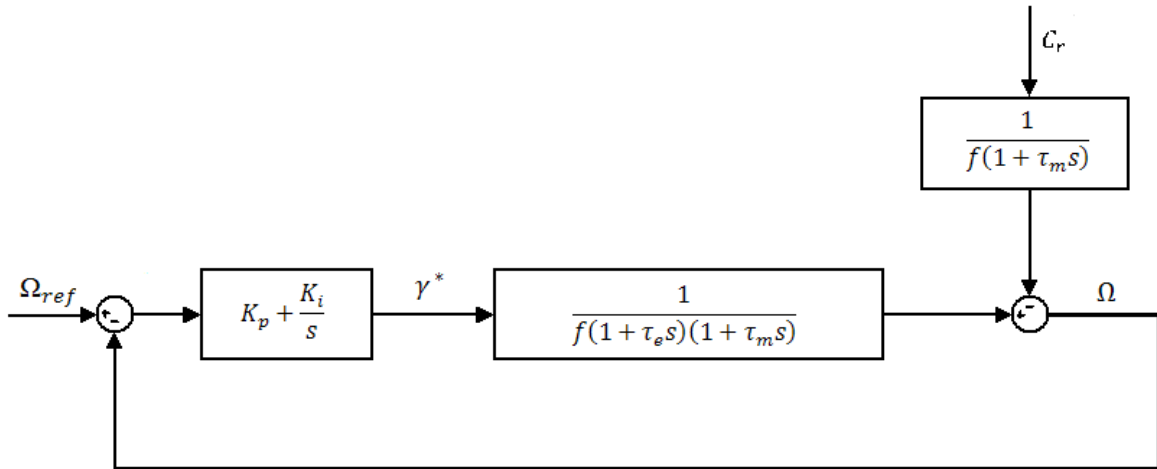 C_r
1
f(1 + τ_m s)
Ω_ref
+
-
K_p + K_i/s
γ*
1
f(1 + τ_e s)(1 + τ_m s)
+
-
Ω